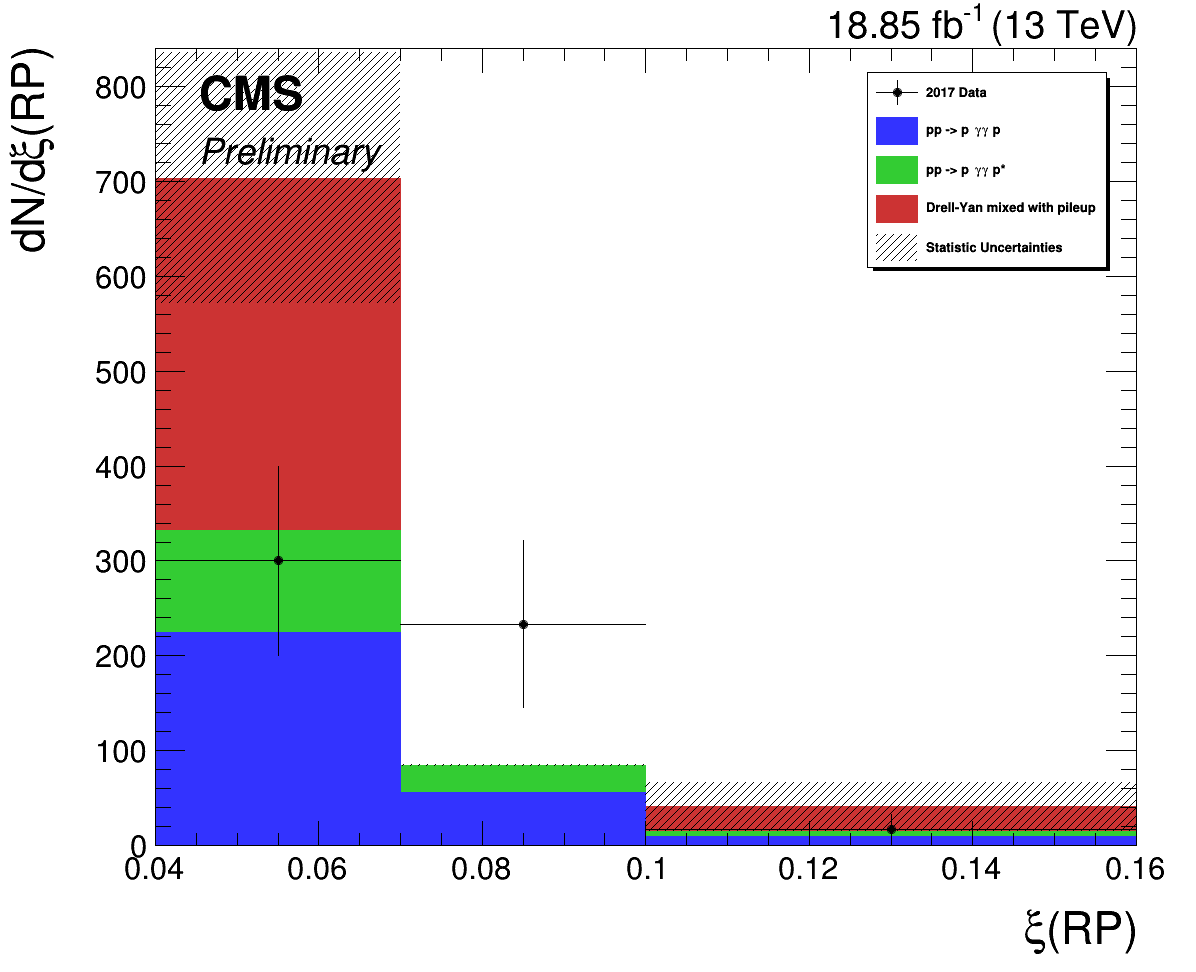 18.85 fb⁻¹ (13 TeV)
dN/dξ(RP)
CMS
Preliminary
2017 Data
pp -> p γγ p
pp -> p γγ p*
Drell-Yan mixed with pileup
Statistic Uncertainties
800
700
600
500
400
300
200
100
0
0.04 0.06 0.08 0.1 0.12 0.14 0.16
ξ(RP)